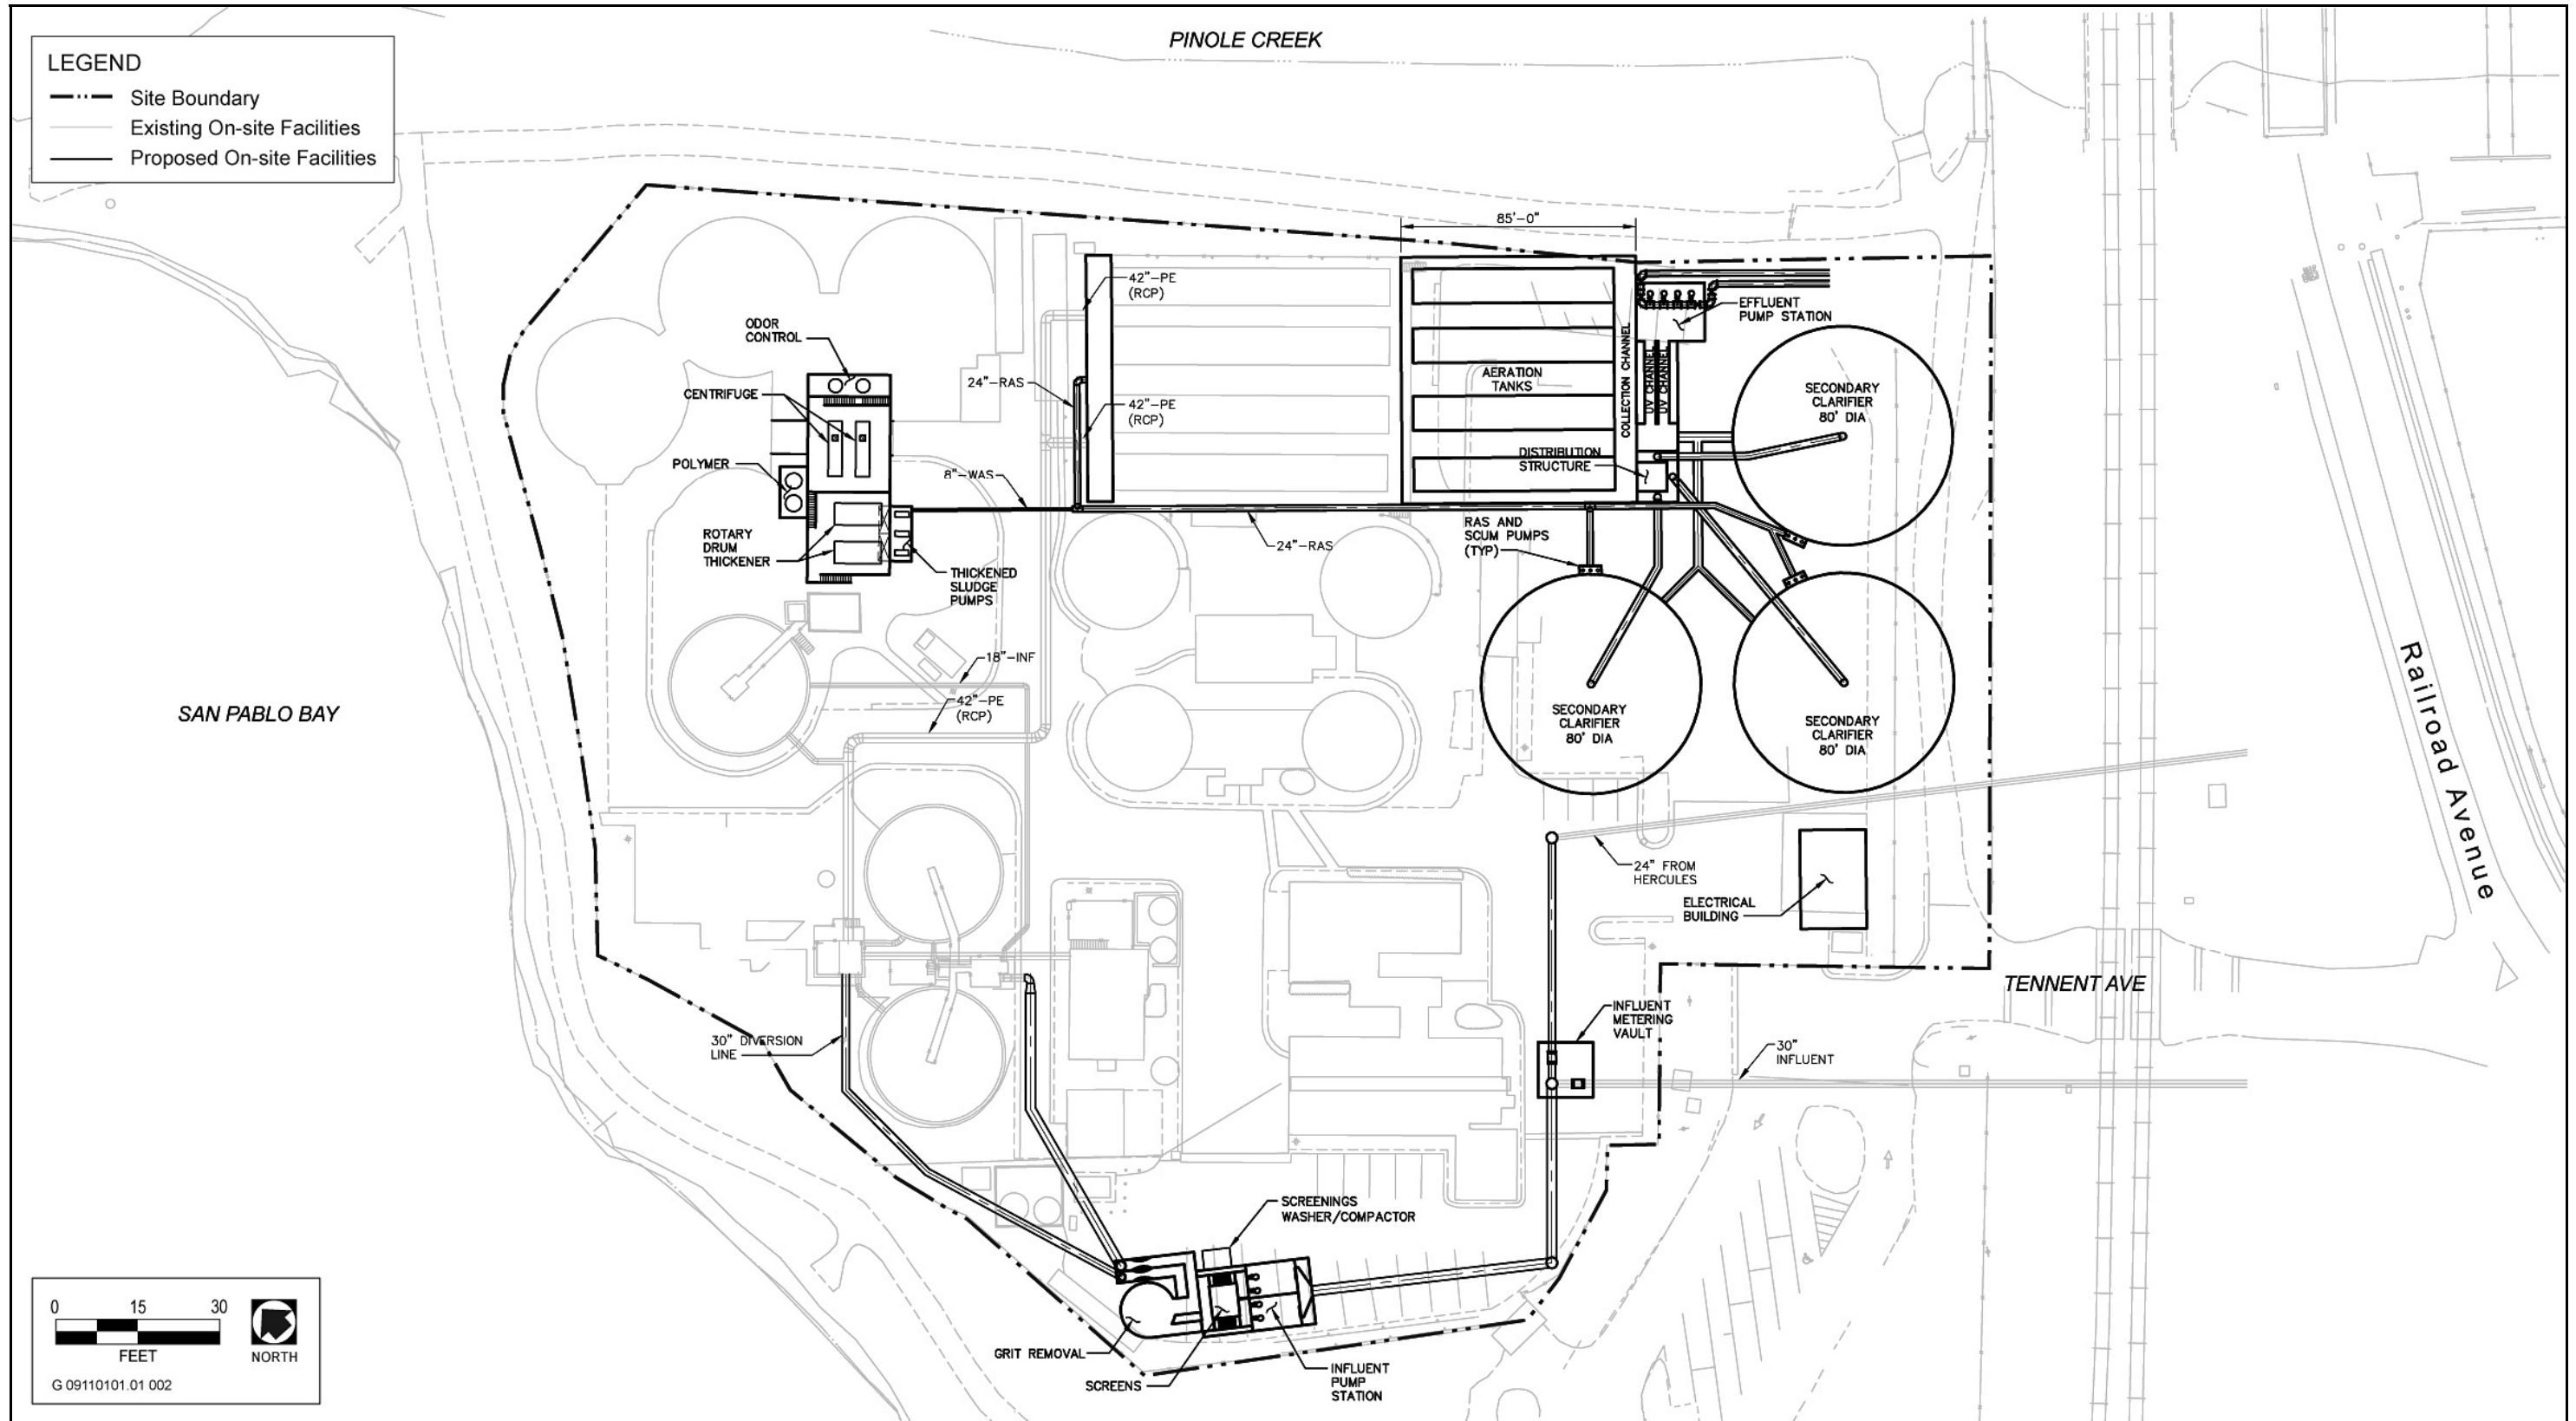 PINOLE CREEK
LEGEND
Site Boundary
Existing On-site Facilities
Proposed On-site Facilities
85'-0"
42"-PE
(RCP)
EFFLUENT
PUMP STATION
ODOR
CONTROL
COLLECTION CHANNEL
UV CHANNEL
UV CHANNEL
24"-RAS
AERATION
TANKS
SECONDARY
CLARIFIER
80' DIA
CENTRIFUGE
42"-PE
(RCP)
DISTRIBUTION
STRUCTURE
POLYMER
8"-WAS
RAS AND
SCUM PUMPS
(TYP)
ROTARY
DRUM
THICKENER
24"-RAS
THICKENED
SLUDGE
PUMPS
18"-INF
42"-PE
(RCP)
SAN PABLO BAY
SECONDARY
CLARIFIER
80' DIA
SECONDARY
CLARIFIER
80' DIA
Railroad Avenue
24" FROM
HERCULES
ELECTRICAL
BUILDING
TENNENT AVE
INFLUENT
METERING
VAULT
30" DIVERSION
LINE
30"
INFLUENT
SCREENINGS
WASHER/COMPACTOR
GRIT REMOVAL
SCREENS
INFLUENT
PUMP
STATION
0 15 30
FEET
NORTH
G 09110101.01 002